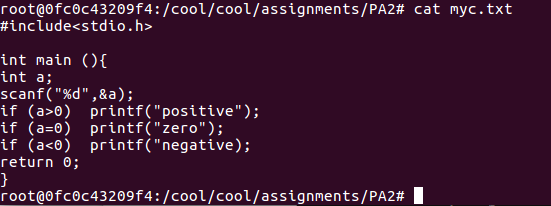 root@0fc0c43209f4:/cool/cool/assignments/PA2# cat myc.txt
#include<stdio.h>

int main (){
int a;
scanf("%d",&a);
if (a>0)  printf("positive");
if (a=0)  printf("zero");
if (a<0)  printf("negative);
return 0;
}
root@0fc0c43209f4:/cool/cool/assignments/PA2#